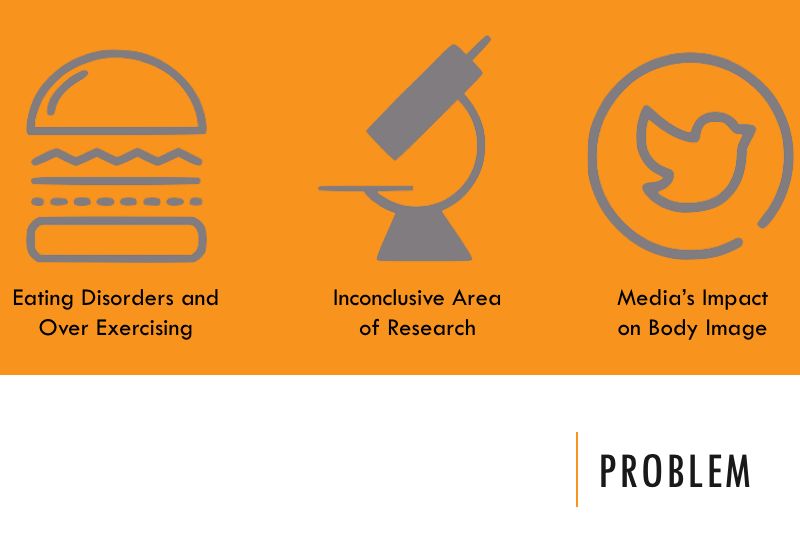 Eating Disorders and
Over Exercising
Inconclusive Area
of Research
Media's Impact
on Body Image
PROBLEM